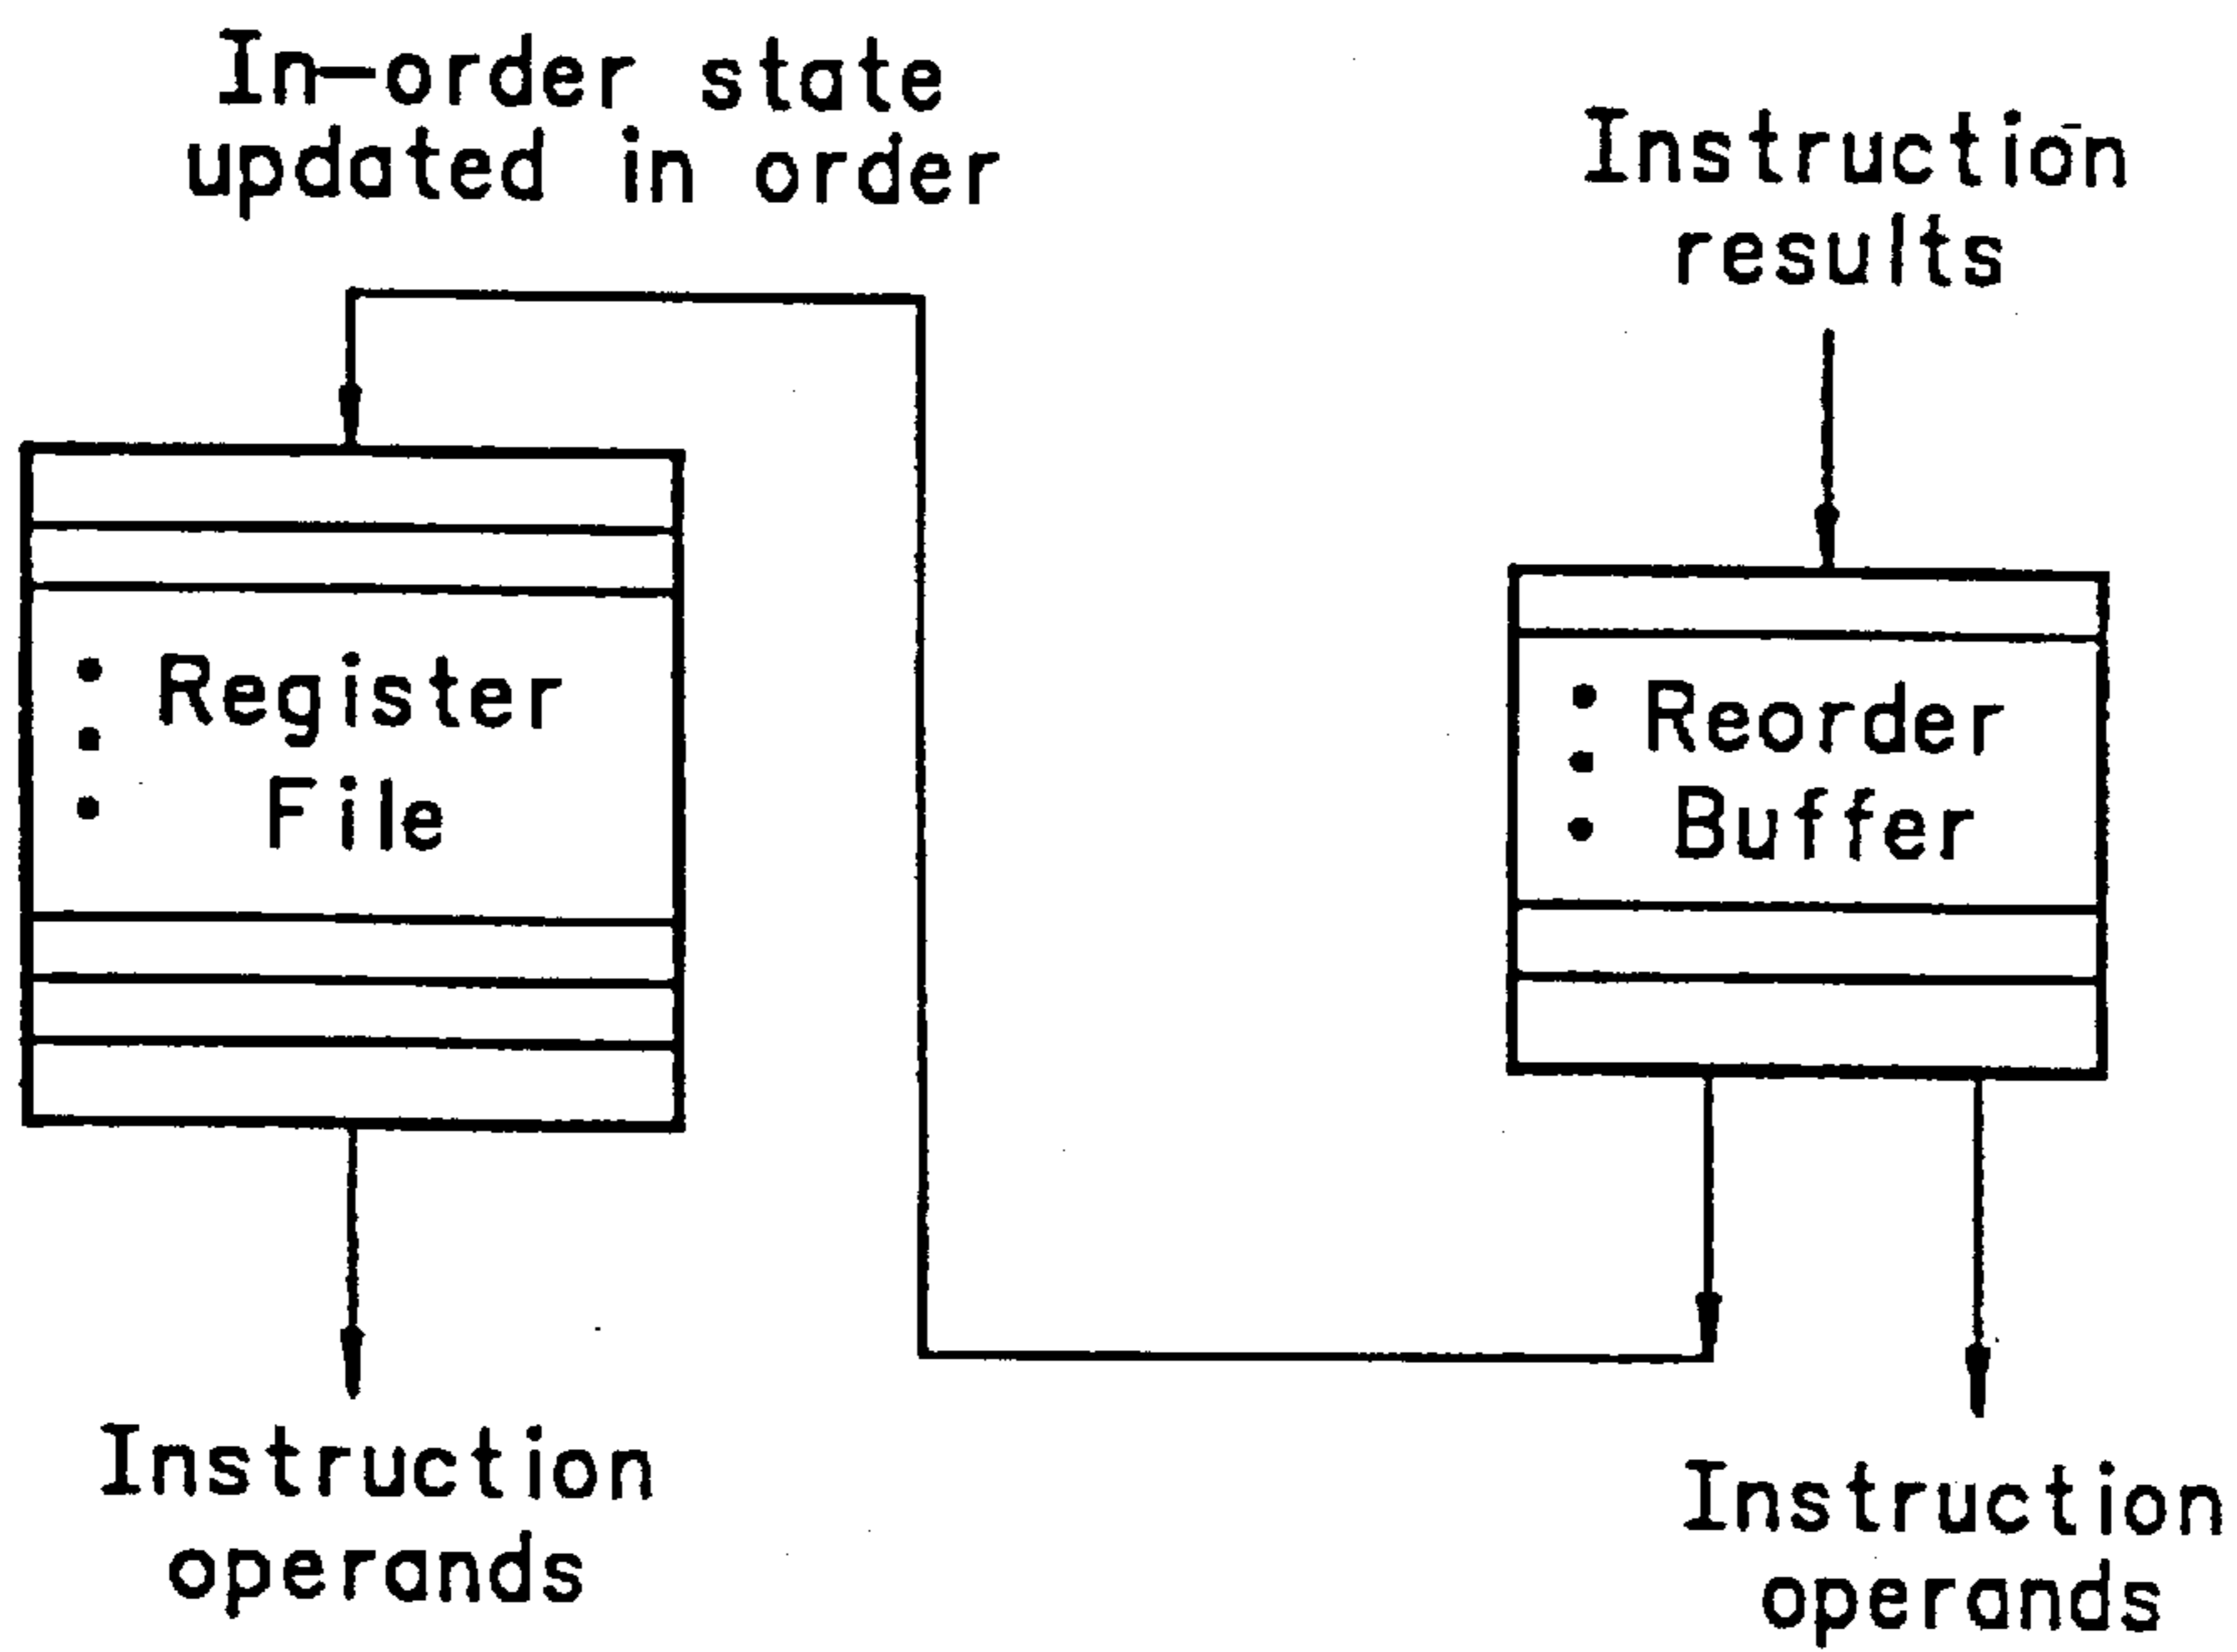 In-order state
updated in order
Instruction
results
Register
File
Reorder
Buffer
Instruction
operands
Instruction
operands